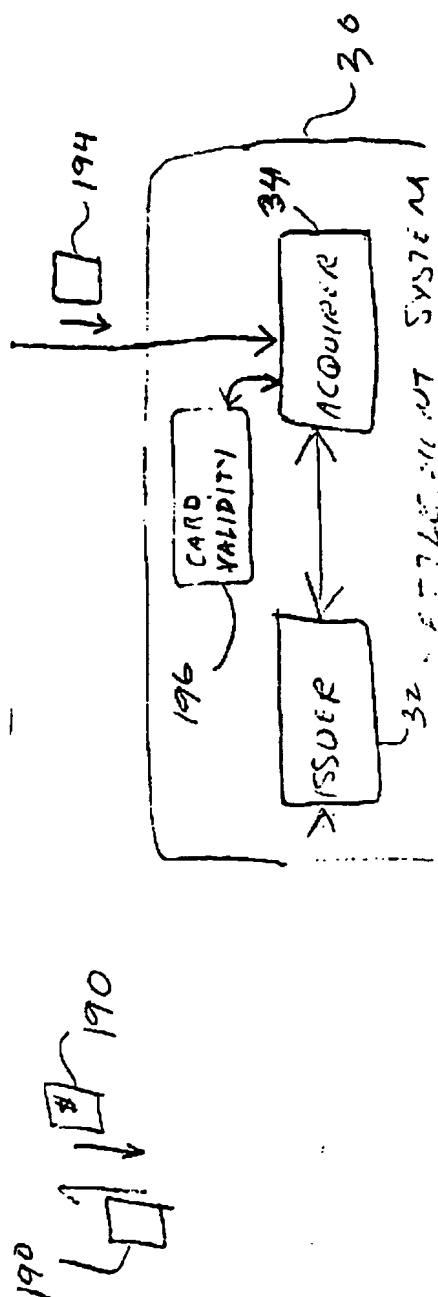 190
$
190
194
CARD
VALIDITY
196
ISSUER
32
ACQUIRER
34
30
SYSTEM